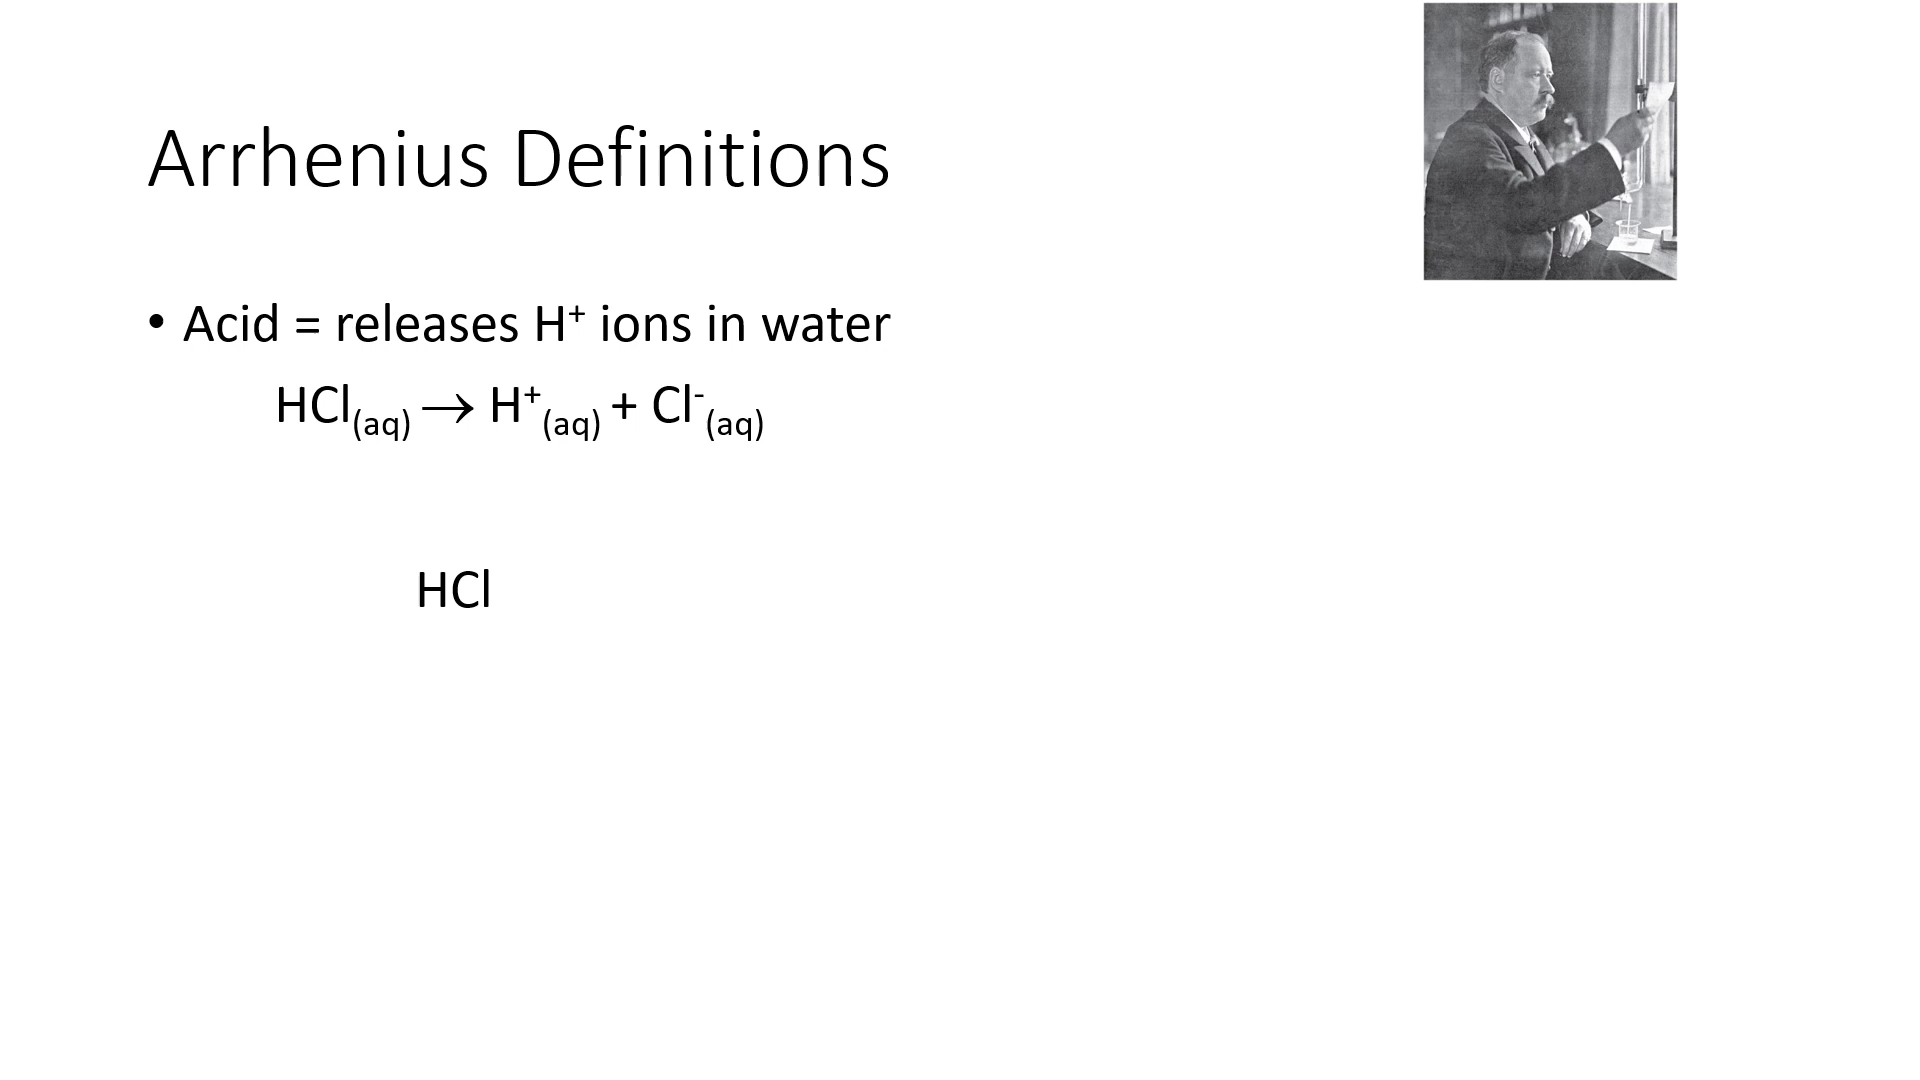 Arrhenius Definitions
• Acid = releases H⁺ ions in water
HCl₍aq₎ → H⁺₍aq₎ + Cl⁻₍aq₎
HCl